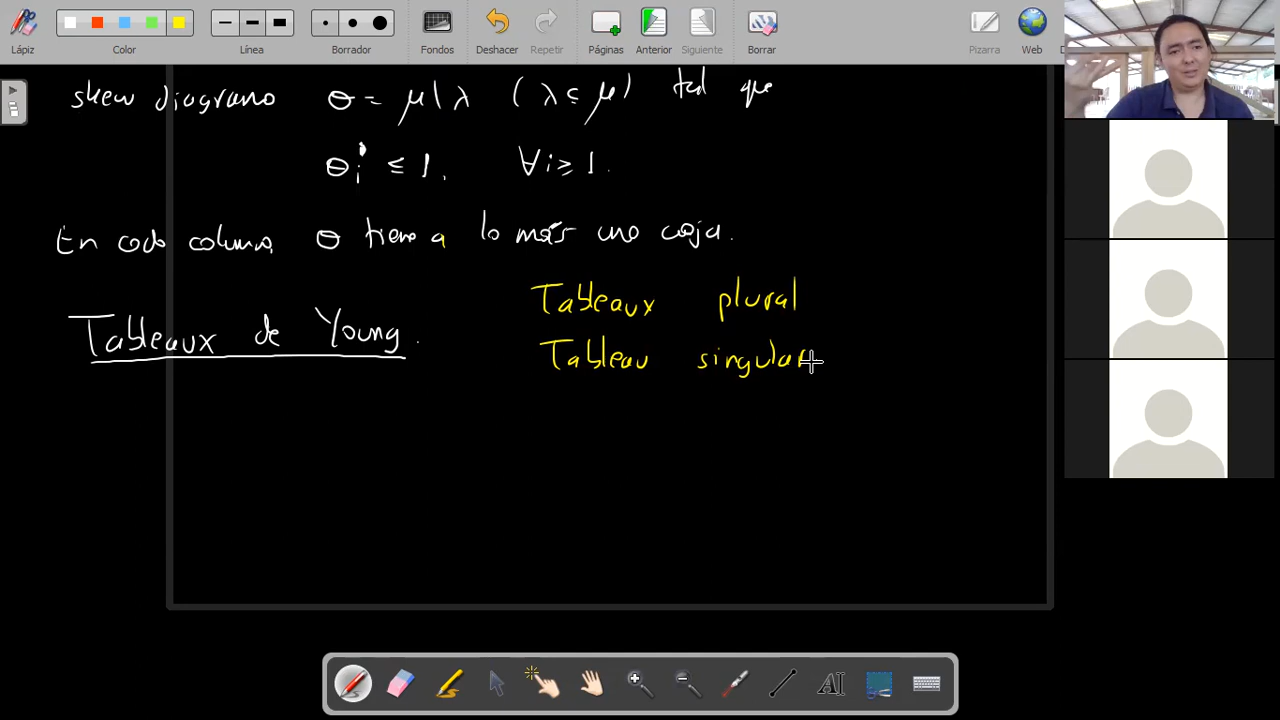 Lápiz Color Línea Borrador Fondos Deshacer Repetir Páginas Anterior Siguiente Borrar Pizarra Web
skew diagrama θ = μ \ λ ( λ ⊆ μ ) tal que
θ'ᵢ ≤ 1. ∀ i ≥ 1.
En cada columna θ tiene a lo más una caja.
Tableaux plural
Tableaux de Young.
Tableau singular